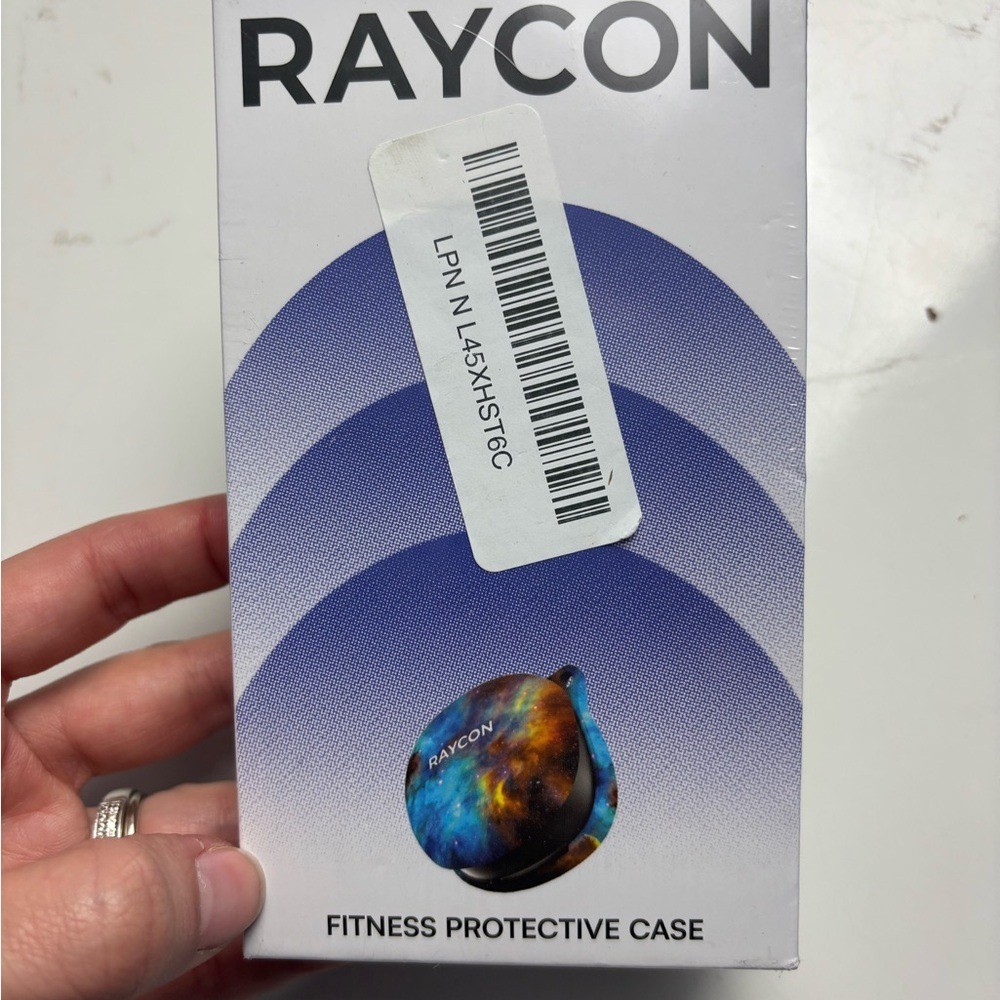 RAYCON
LPN N L45XHST6C
RAYCON
FITNESS PROTECTIVE CASE